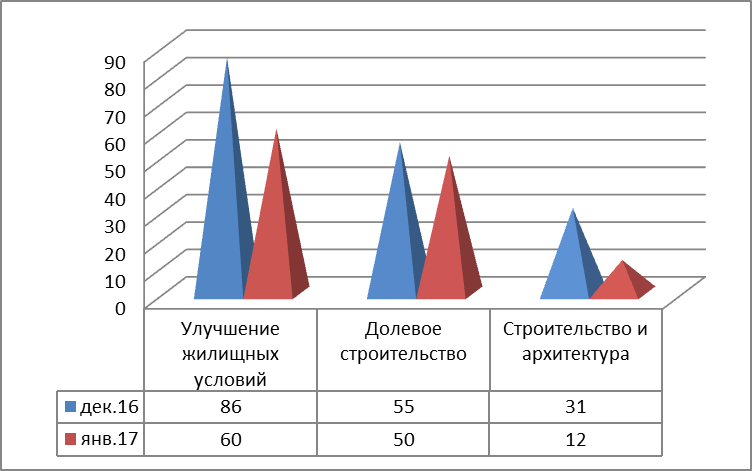 90
80
70
60
50
40
30
20
10
0
Улучшение
жилищных
условий
Долевое
строительство
Строительство и
архитектура
дек.16 86 55 31
янв.17 60 50 12